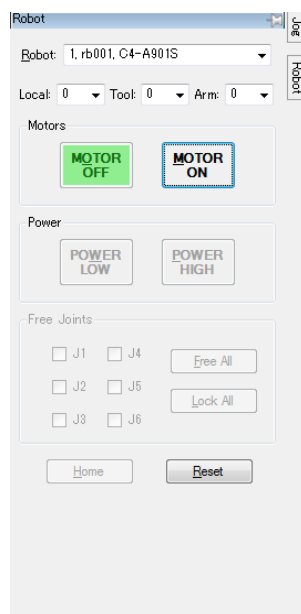 Robot
Jog
Robot
Robot: 1, rb001, C4-A901S
Local: 0 Tool: 0 Arm: 0
Motors
MOTOR OFF
MOTOR ON
Power
POWER LOW
POWER HIGH
Free Joints
J1 J4
Free All
J2 J5
Lock All
J3 J6
Home
Reset